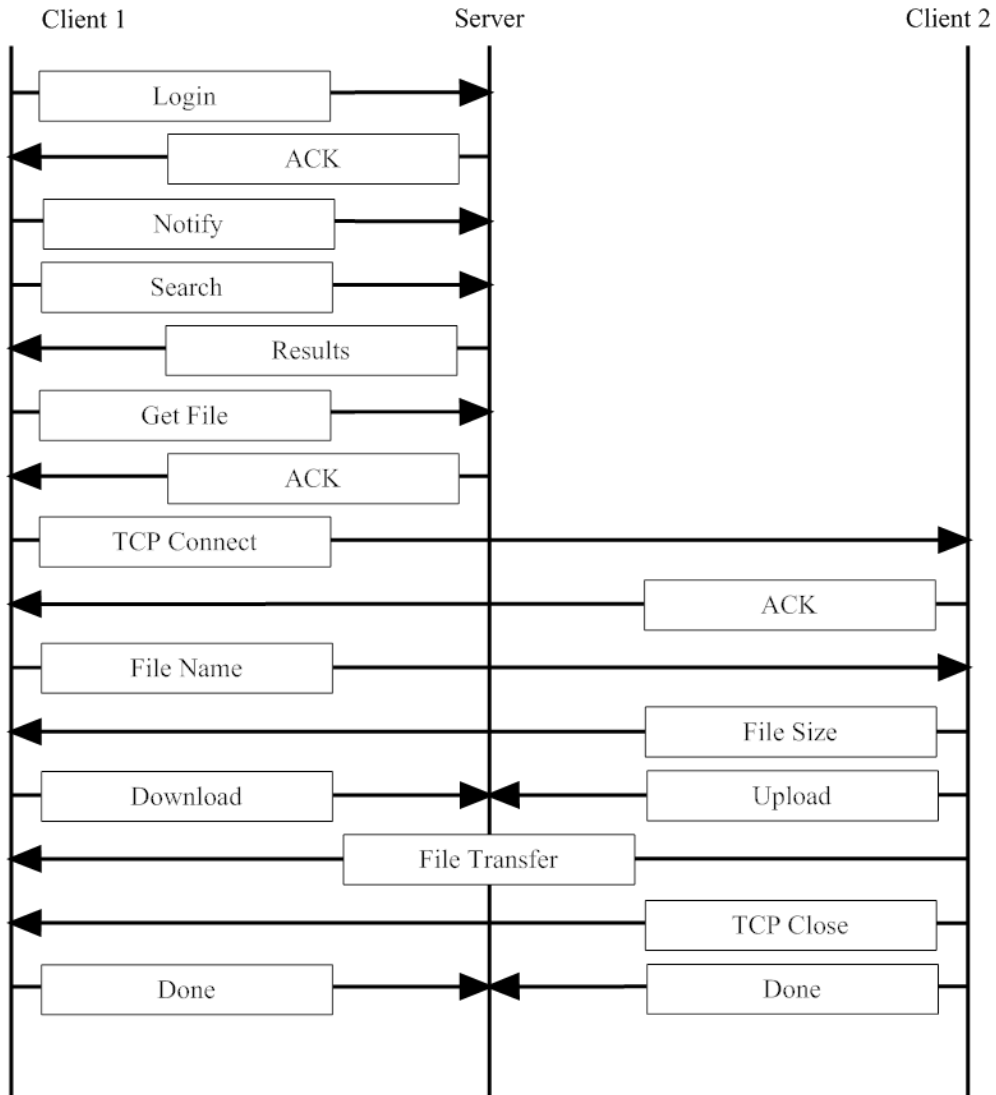 Client 1 Server Client 2
Login
ACK
Notify
Search
Results
Get File
ACK
TCP Connect
ACK
File Name
File Size
Download Upload
File Transfer
TCP Close
Done Done